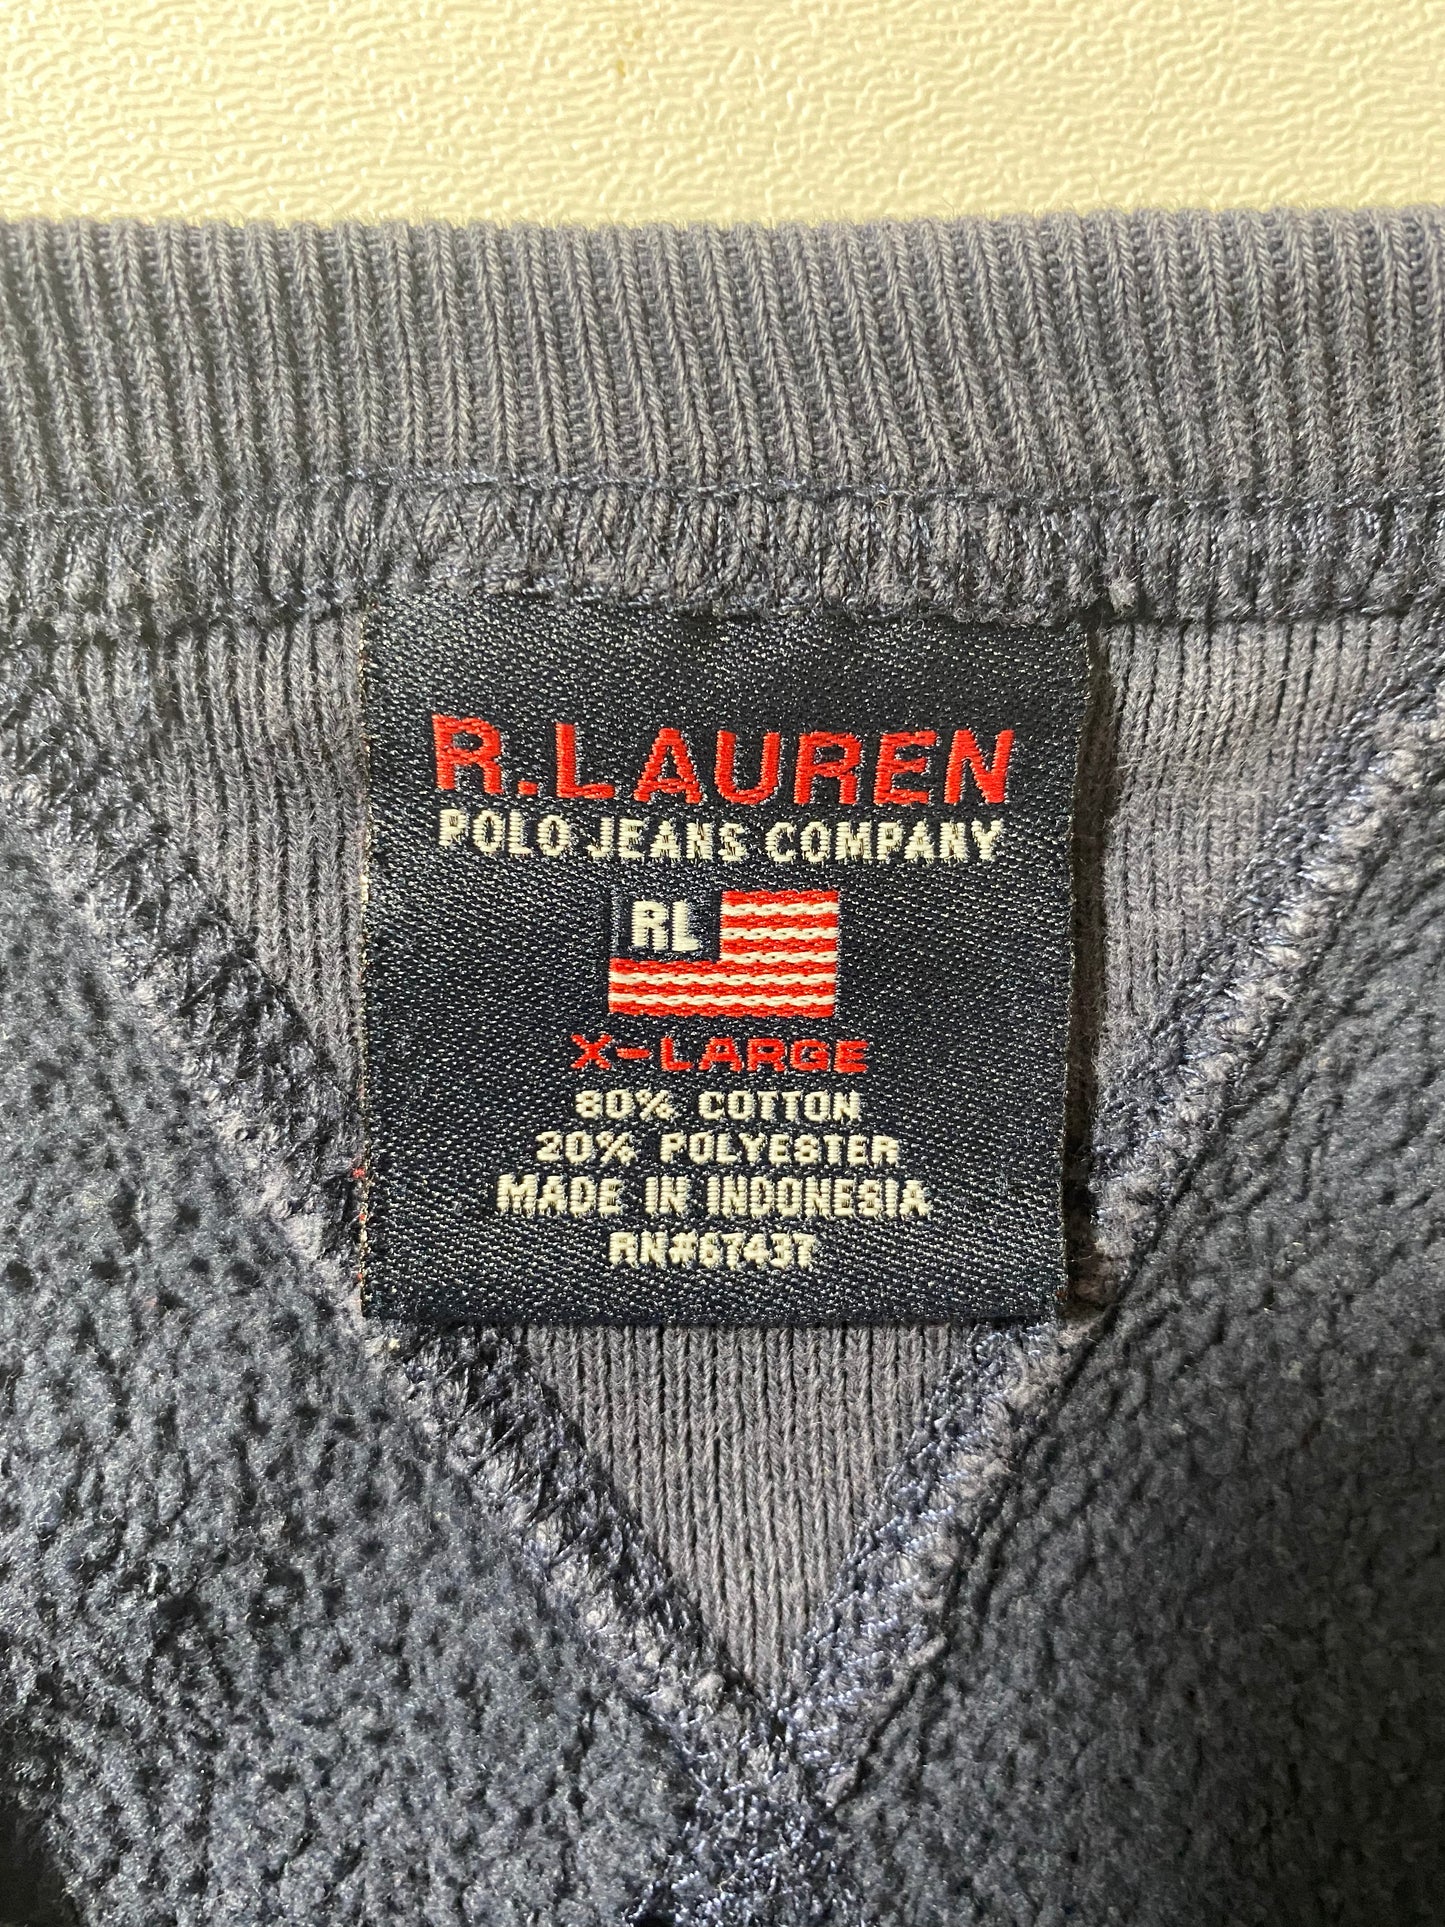 R.LAUREN
POLO JEANS COMPANY
RL
X-LARGE
80% COTTON
20% POLYESTER
MADE IN INDONESIA
RN#67437